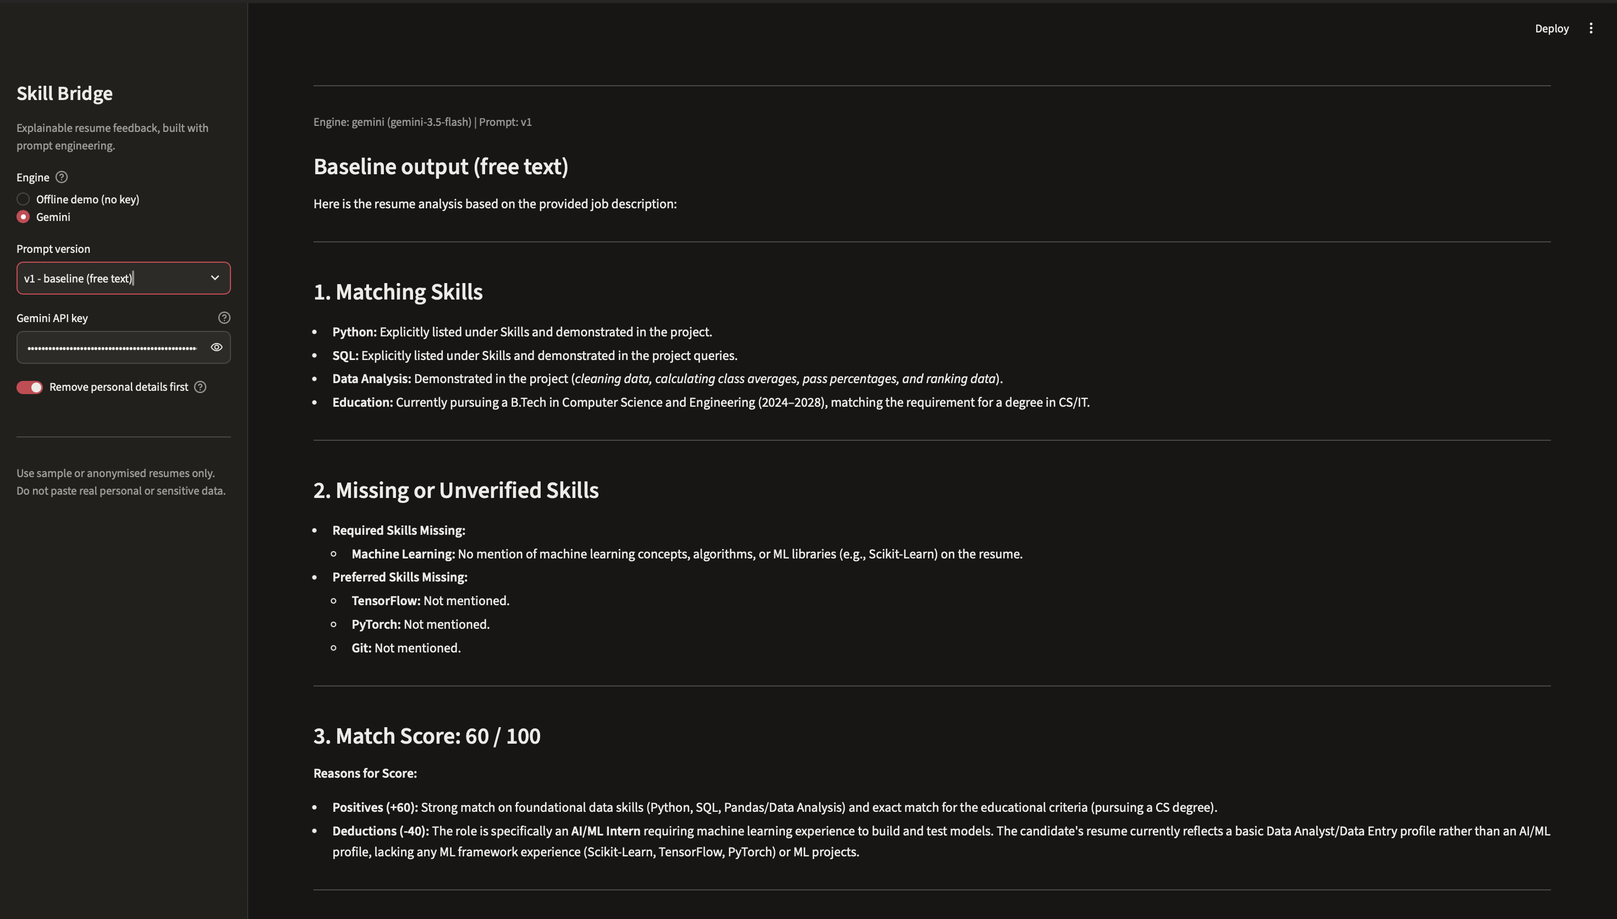 Deploy
Skill Bridge
Explainable resume feedback, built with
prompt engineering.
Engine
Offline demo (no key)
Gemini
Prompt version
v1 - baseline (free text)
Gemini API key
Remove personal details first
Use sample or anonymised resumes only.
Do not paste real personal or sensitive data.
Engine: gemini (gemini-3.5-flash) | Prompt: v1
Baseline output (free text)
Here is the resume analysis based on the provided job description:
1. Matching Skills
• Python: Explicitly listed under Skills and demonstrated in the project.
• SQL: Explicitly listed under Skills and demonstrated in the project queries.
• Data Analysis: Demonstrated in the project (cleaning data, calculating class averages, pass percentages, and ranking data).
• Education: Currently pursuing a B.Tech in Computer Science and Engineering (2024–2028), matching the requirement for a degree in CS/IT.
2. Missing or Unverified Skills
• Required Skills Missing:
◦ Machine Learning: No mention of machine learning concepts, algorithms, or ML libraries (e.g., Scikit-Learn) on the resume.
• Preferred Skills Missing:
◦ TensorFlow: Not mentioned.
◦ PyTorch: Not mentioned.
◦ Git: Not mentioned.
3. Match Score: 60 / 100
Reasons for Score:
• Positives (+60): Strong match on foundational data skills (Python, SQL, Pandas/Data Analysis) and exact match for the educational criteria (pursuing a CS degree).
• Deductions (-40): The role is specifically an AI/ML Intern requiring machine learning experience to build and test models. The candidate's resume currently reflects a basic Data Analyst/Data Entry profile rather than an AI/ML
profile, lacking any ML framework experience (Scikit-Learn, TensorFlow, PyTorch) or ML projects.